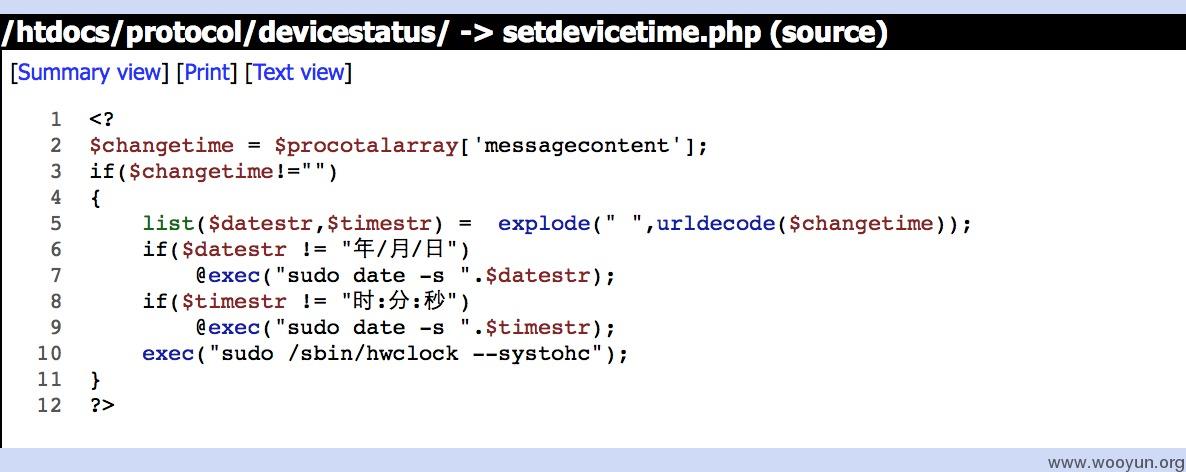 /htdocs/protocol/devicestatus/ -> setdevicetime.php (source)
[Summary view] [Print] [Text view]
1 <?
2 $changetime = $procotalarray['messagecontent'];
3 if($changetime!="")
4 {
5 list($datestr,$timestr) =  explode(" ",urldecode($changetime));
6 if($datestr != "年/月/日")
7 @exec("sudo date -s ".$datestr);
8 if($timestr != "时:分:秒")
9 @exec("sudo date -s ".$timestr);
10 exec("sudo /sbin/hwclock --systohc");
11 }
12 ?>
www.wooyun.org